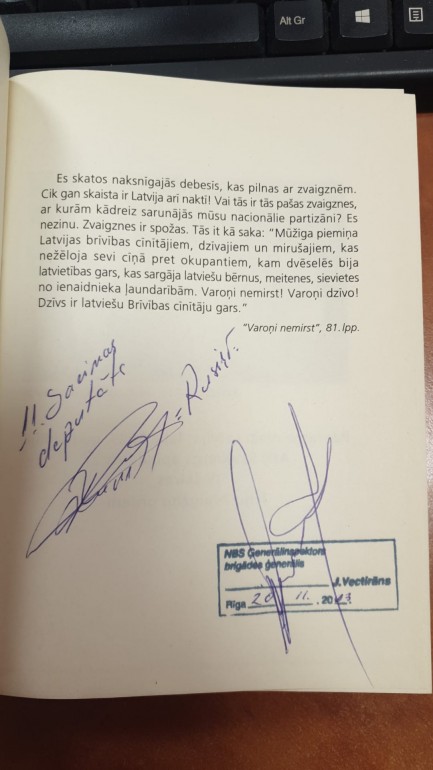 Alt Gr
Es skatos naksnīgajās debesīs, kas pilnas ar zvaigznēm.
Cik gan skaista ir Latvija arī naktī! Vai tās ir tās pašas zvaigznes,
ar kurām kādreiz sarunājās mūsu nacionālie partizāni? Es
nezinu. Zvaigznes ir spožas. Tās it kā saka: “Mūžīga piemiņa
Latvijas brīvības cīnītājiem, dzīvajiem un mirušajiem, kas
nežēloja sevi cīņā pret okupantiem, kam dvēselēs bija
latvietības gars, kas sargāja latviešu bērnus, meitenes, sievietes
no ienaidnieka ļaundarībām. Varoņi nemirst! Varoņi dzīvo!
Dzīvs ir latviešu Brīvības cīnītāju gars.”
“Varoņi nemirst”, 81. lpp.
!! Saeimas
deputāts
NBS Ģenerālinspektors
brigādes ģenerālis
J. Vectirāns
Rīga 20. 11. 2023